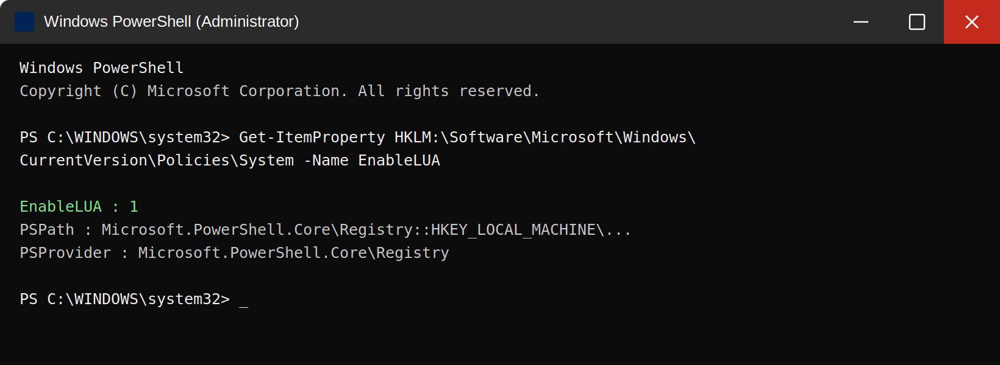 Windows PowerShell (Administrator)
Windows PowerShell
Copyright (C) Microsoft Corporation. All rights reserved.
PS C:\WINDOWS\system32> Get-ItemProperty HKLM:\Software\Microsoft\Windows\
CurrentVersion\Policies\System -Name EnableLUA
EnableLUA : 1
PSPath : Microsoft.PowerShell.Core\Registry::HKEY_LOCAL_MACHINE\...
PSProvider : Microsoft.PowerShell.Core\Registry
PS C:\WINDOWS\system32> _